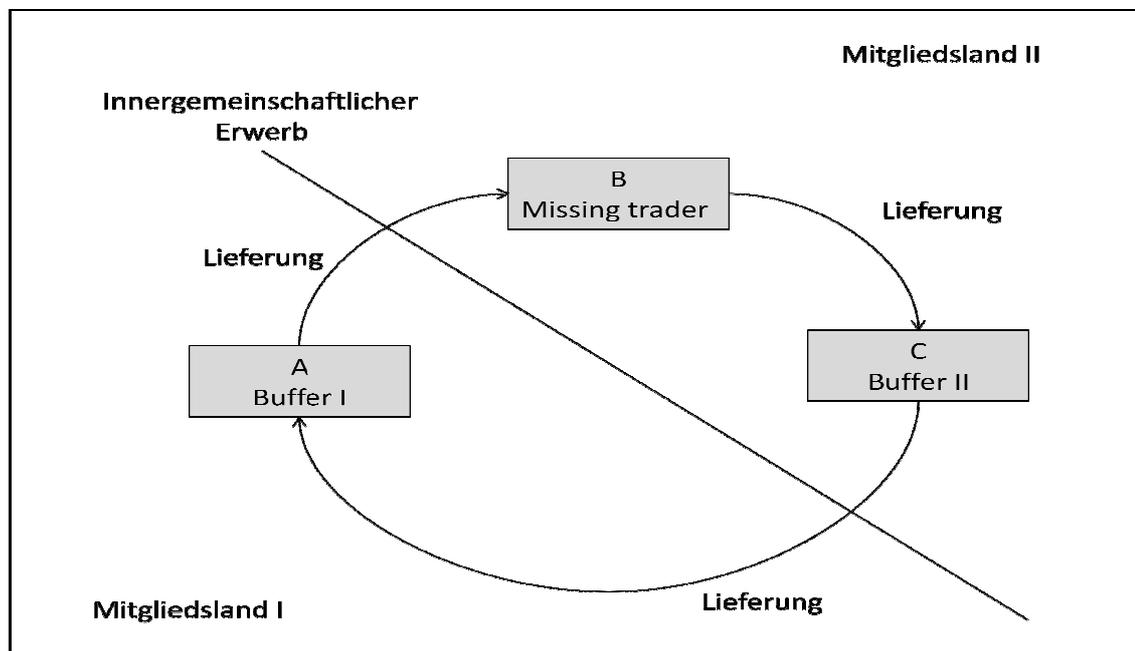 Mitgliedsland II
Innergemeinschaftlicher
Erwerb
B
Missing trader
Lieferung
Lieferung
A
Buffer I
C
Buffer II
Lieferung
Mitgliedsland I